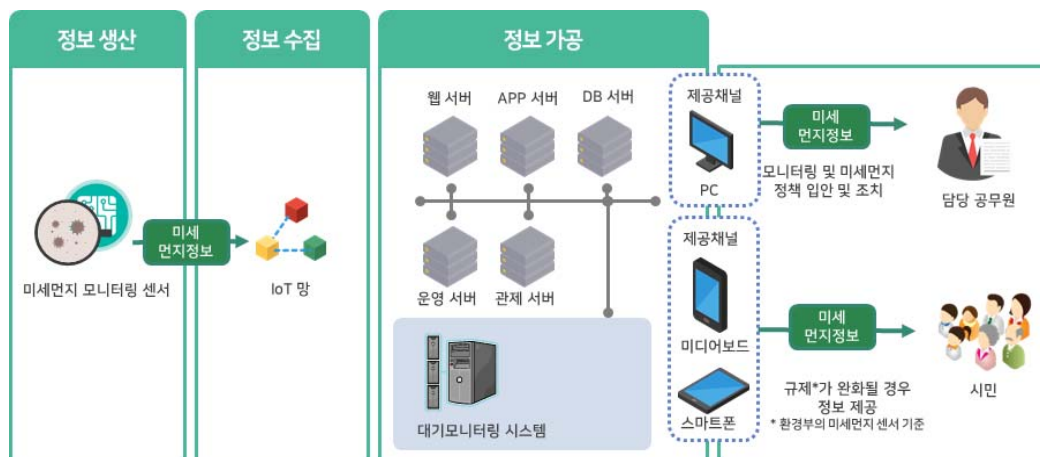 정보 생산
정보 수집
정보 가공
미세먼지 모니터링 센서
미세
먼지정보
IoT 망
웹 서버
APP 서버
DB 서버
운영 서버
관제 서버
대기모니터링 시스템
제공채널
PC
제공채널
미디어보드
스마트폰
미세
먼지정보
모니터링 및 미세먼지
정책 입안 및 조치
담당 공무원
미세
먼지정보
규제*가 완화될 경우
정보 제공
* 환경부의 미세먼지 센서 기준
시민